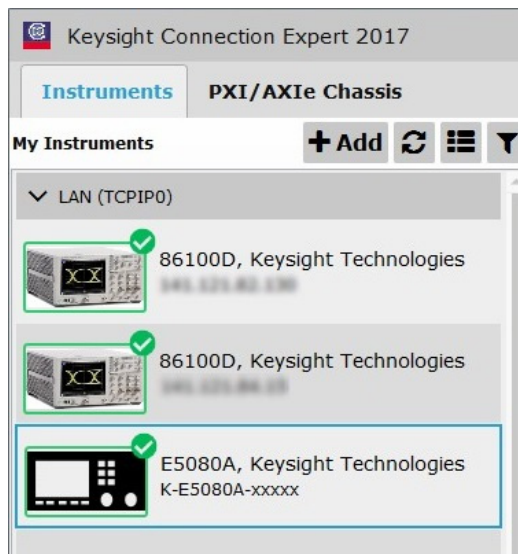 Keysight Connection Expert 2017
Instruments PXI/AXIe Chassis
My Instruments + Add
LAN (TCPIP0)
86100D, Keysight Technologies
86100D, Keysight Technologies
E5080A, Keysight Technologies
K-E5080A-xxxxx